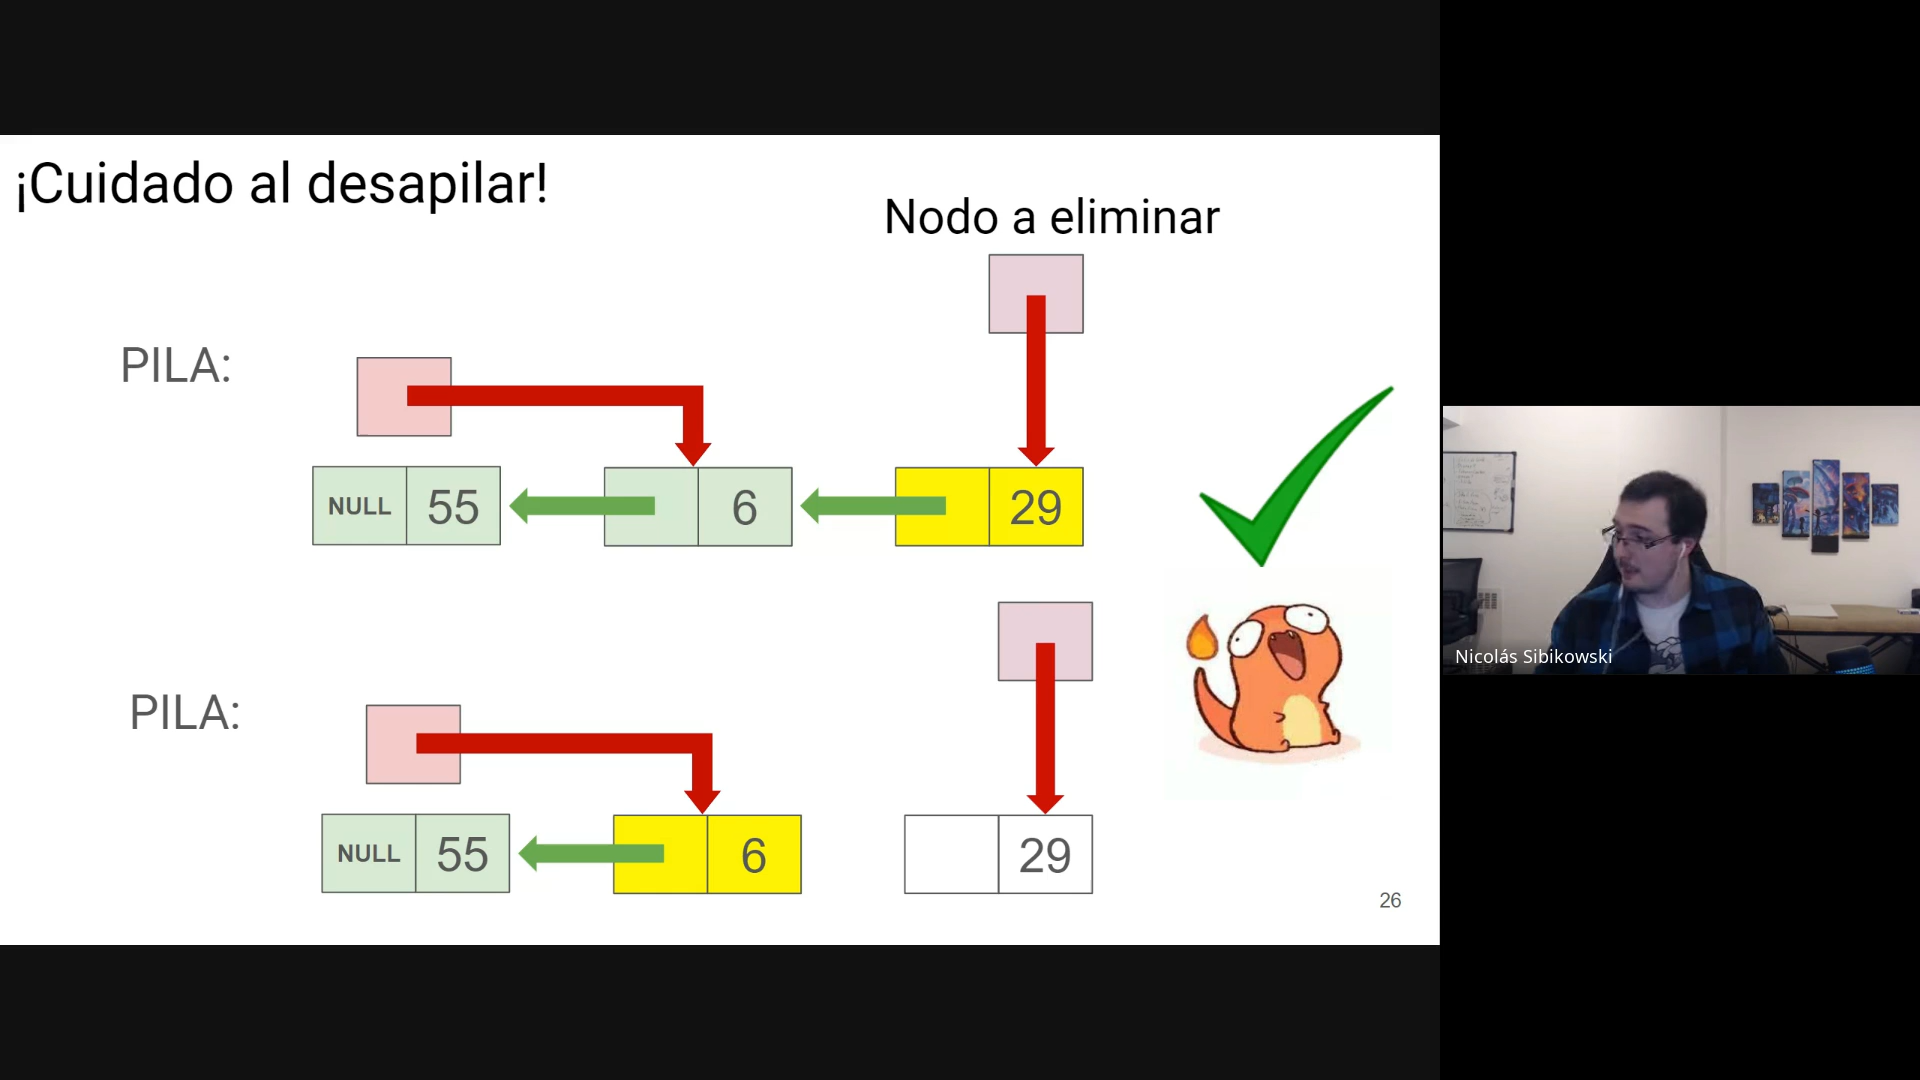 ¡Cuidado al desapilar!
Nodo a eliminar
PILA:
NULL 55 6 29
PILA:
NULL 55 6 29
26
Nicolás Sibikowski